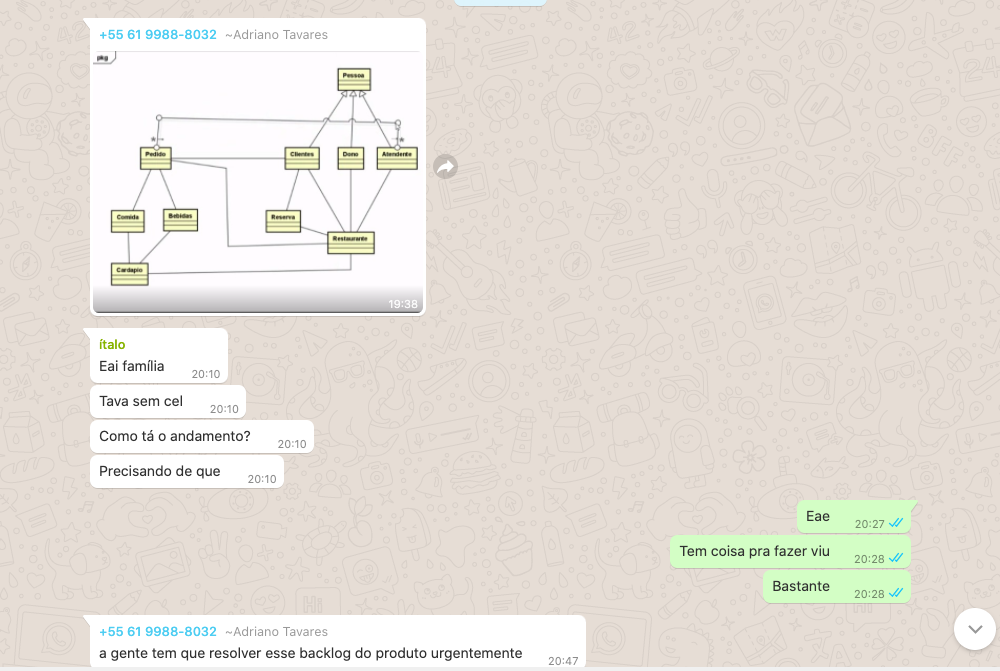 +55 61 9988-8032 ~Adriano Tavares
pkg
Pessoa
*
*
Pedido
Clientes
Dono
Atendente
Comida
Bebidas
Reserva
Restaurante
Cardapio
19:38
ítalo
Eai família
20:10
Tava sem cel
20:10
Como tá o andamento?
20:10
Precisando de que
20:10
Eae
20:27
Tem coisa pra fazer viu
20:28
Bastante
20:28
+55 61 9988-8032 ~Adriano Tavares
a gente tem que resolver esse backlog do produto urgentemente
20:47